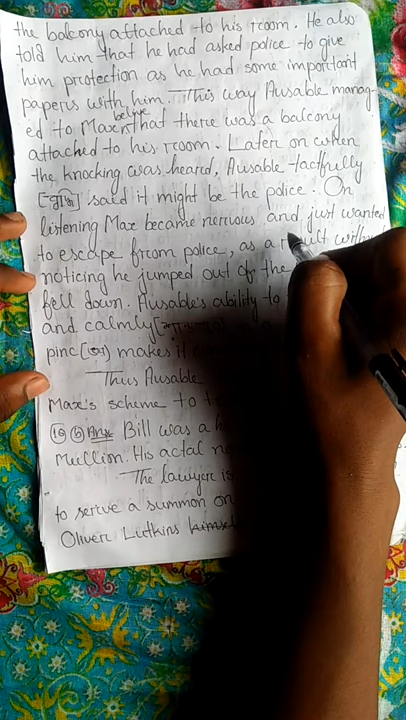 the balcony attached to his room. He also
told him that he had asked police to give
him protection as he had some important
papers with him. This way Ausable manag-
ed to Max belive that there was a balcony
attached to his room. Later on when
the knocking was heard, Ausable tactfully
said it might be the police. On
listening Max became nervous and just wanted
to escape from police, as a result without
noticing he jumped out of the
fell down. Ausable's ability to
and calmly
makes it
Thus Ausable
Max's scheme to
Ans Bill was a
Mullion. His actal
The lawyer is
to serve a summon on
Oliver Lutkins